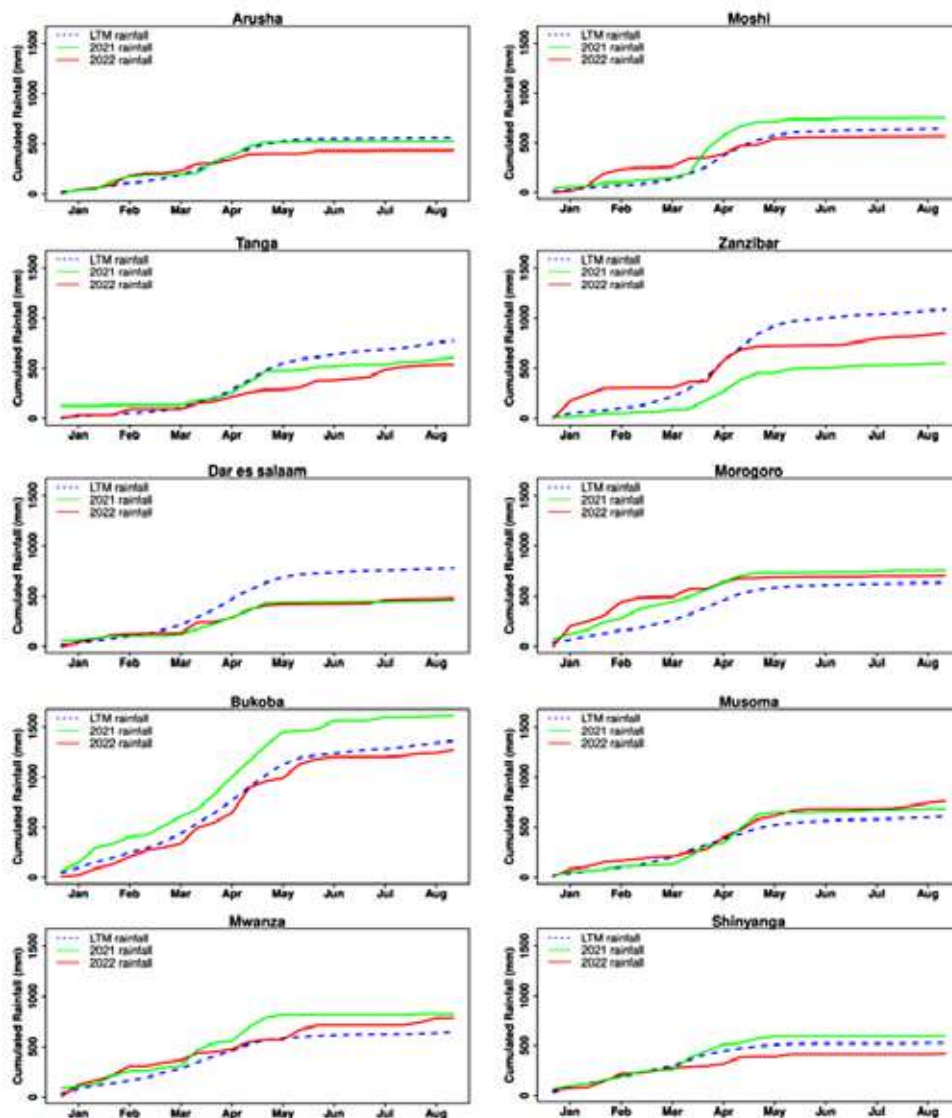 Arusha
Cumulated Rainfall (mm)
1500
1000
500
0
LTM rainfall
2021 rainfall
2022 rainfall
Jan Feb Mar Apr May Jun Jul Aug
Moshi
Cumulated Rainfall (mm)
1500
1000
500
0
LTM rainfall
2021 rainfall
2022 rainfall
Jan Feb Mar Apr May Jun Jul Aug
Tanga
Cumulated Rainfall (mm)
1500
1000
500
0
LTM rainfall
2021 rainfall
2022 rainfall
Jan Feb Mar Apr May Jun Jul Aug
Zanzibar
Cumulated Rainfall (mm)
1500
1000
500
0
LTM rainfall
2021 rainfall
2022 rainfall
Jan Feb Mar Apr May Jun Jul Aug
Dar es salaam
Cumulated Rainfall (mm)
1500
1000
500
0
LTM rainfall
2021 rainfall
2022 rainfall
Jan Feb Mar Apr May Jun Jul Aug
Morogoro
Cumulated Rainfall (mm)
1500
1000
500
0
LTM rainfall
2021 rainfall
2022 rainfall
Jan Feb Mar Apr May Jun Jul Aug
Bukoba
Cumulated Rainfall (mm)
1500
1000
500
0
LTM rainfall
2021 rainfall
2022 rainfall
Jan Feb Mar Apr May Jun Jul Aug
Musoma
Cumulated Rainfall (mm)
1500
1000
500
0
LTM rainfall
2021 rainfall
2022 rainfall
Jan Feb Mar Apr May Jun Jul Aug
Mwanza
Cumulated Rainfall (mm)
1500
1000
500
0
LTM rainfall
2021 rainfall
2022 rainfall
Jan Feb Mar Apr May Jun Jul Aug
Shinyanga
Cumulated Rainfall (mm)
1500
1000
500
0
LTM rainfall
2021 rainfall
2022 rainfall
Jan Feb Mar Apr May Jun Jul Aug